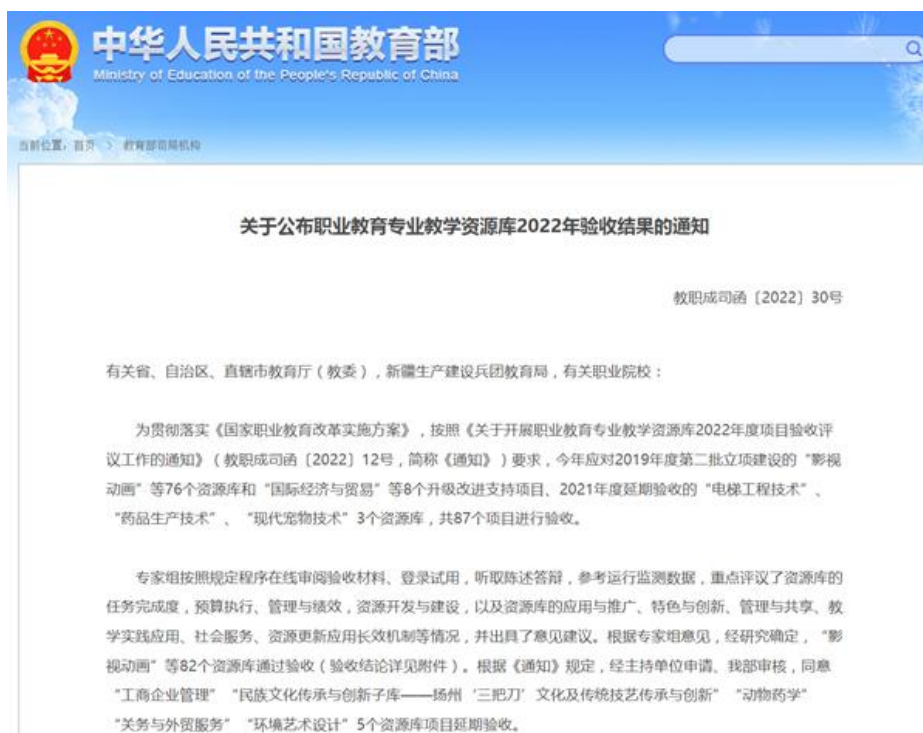 中华人民共和国教育部
Ministry of Education of the People's Republic of China
当前位置：首页 > 教育部司局机构
关于公布职业教育专业教学资源库2022年验收结果的通知
教职成司函〔2022〕30号
有关省、自治区、直辖市教育厅（教委），新疆生产建设兵团教育局，有关职业院校：
为贯彻落实《国家职业教育改革实施方案》，按照《关于开展职业教育专业教学资源库2022年度项目验收评
议工作的通知》（教职成司函〔2022〕12号，简称《通知》）要求，今年应对2019年度第二批立项建设的“影视
动画”等76个资源库和“国际经济与贸易”等8个升级改进支持项目、2021年度延期验收的“电梯工程技术”、
“药品生产技术”、“现代宠物技术”3个资源库，共87个项目进行验收。
专家组按照规定程序在线审阅验收材料、登录试用，听取陈述答辩，参考运行监测数据，重点评议了资源库的
任务完成度，预算执行、管理与绩效，资源开发与建设，以及资源库的应用与推广、特色与创新、管理与共享、教
学实践应用、社会服务、资源更新应用长效机制等情况，并出具了意见建议。根据专家组意见，经研究确定，“影
视动画”等82个资源库通过验收（验收结论详见附件）。根据《通知》规定，经主持单位申请、我部审核，同意
“工商企业管理”“民族文化传承与创新子库——扬州‘三把刀’文化及传统技艺传承与创新”“动物药学”
“关务与外贸服务”“环境艺术设计”5个资源库项目延期验收。